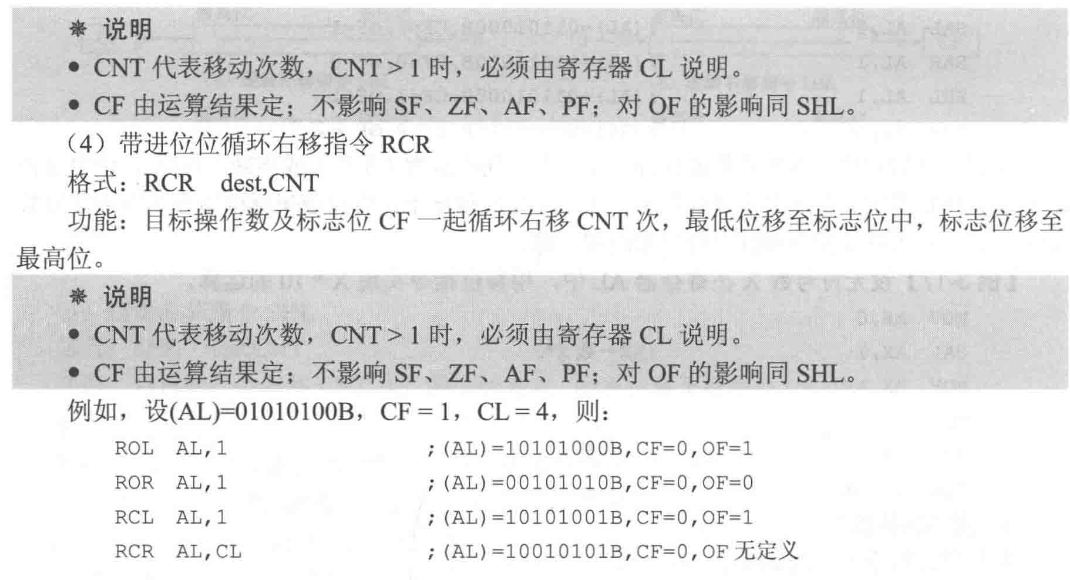 ※ 说明
• CNT 代表移动次数，CNT > 1 时，必须由寄存器 CL 说明。
• CF 由运算结果定；不影响 SF、ZF、AF、PF；对 OF 的影响同 SHL。
（4）带进位位循环右移指令 RCR
格式：RCR dest,CNT
功能：目标操作数及标志位 CF 一起循环右移 CNT 次，最低位移至标志位中，标志位移至
最高位。
※ 说明
• CNT 代表移动次数，CNT > 1 时，必须由寄存器 CL 说明。
• CF 由运算结果定；不影响 SF、ZF、AF、PF；对 OF 的影响同 SHL。
例如，设(AL)=01010100B，CF = 1，CL = 4，则：
ROL AL,1 ;(AL)=10101000B,CF=0,OF=1
ROR AL,1 ;(AL)=00101010B,CF=0,OF=0
RCL AL,1 ;(AL)=10101001B,CF=0,OF=1
RCR AL,CL ;(AL)=10010101B,CF=0,OF 无定义